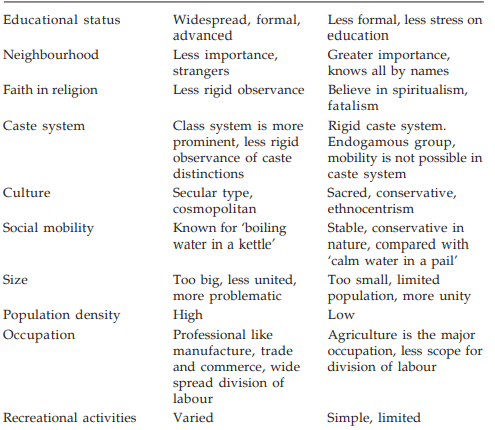 Educational status Widespread, formal, Less formal, less stress on
advanced education
Neighbourhood Less importance, Greater importance,
strangers knows all by names
Faith in religion Less rigid observance Believe in spiritualism,
fatalism
Caste system Class system is more Rigid caste system.
prominent, less rigid Endogamous group,
observance of caste mobility is not possible in
distinctions caste system
Culture Secular type, Sacred, conservative,
cosmopolitan ethnocentrism
Social mobility Known for ‘boiling Stable, conservative in
water in a kettle’ nature, compared with
‘calm water in a pail’
Size Too big, less united, Too small, limited
more problematic population, more unity
Population density High Low
Occupation Professional like Agriculture is the major
manufacture, trade occupation, less scope for
and commerce, wide division of labour
spread division of
labour
Recreational activities Varied Simple, limited